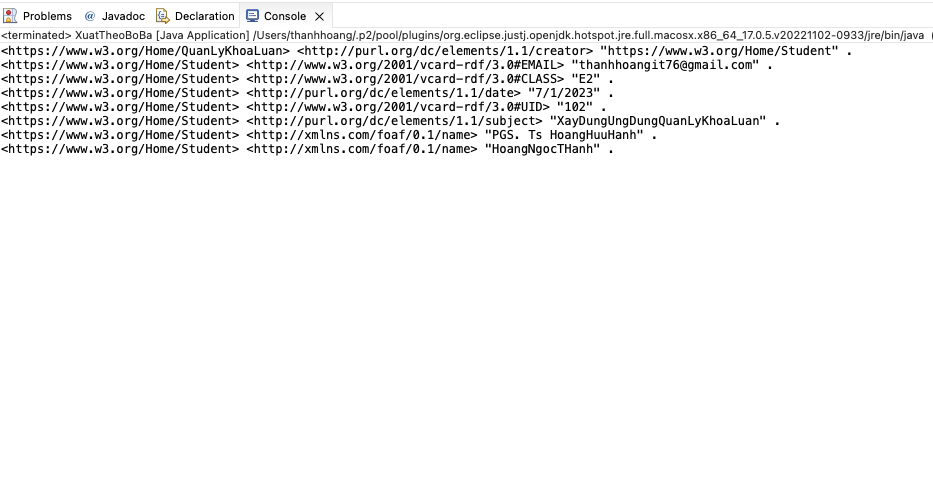 Problems @ Javadoc Declaration Console
<terminated> XuatTheoBoBa [Java Application] /Users/thanhhoang/.p2/pool/plugins/org.eclipse.justj.openjdk.hotspot.jre.full.macosx.x86_64_17.0.5.v20221102-0933/jre/bin/java (
<https://www.w3.org/Home/QuanLyKhoaLuan> <http://purl.org/dc/elements/1.1/creator> "https://www.w3.org/Home/Student" .
<https://www.w3.org/Home/Student> <http://www.w3.org/2001/vcard-rdf/3.0#EMAIL> "thanhhoangit76@gmail.com" .
<https://www.w3.org/Home/Student> <http://www.w3.org/2001/vcard-rdf/3.0#CLASS> "E2" .
<https://www.w3.org/Home/Student> <http://purl.org/dc/elements/1.1/date> "7/1/2023" .
<https://www.w3.org/Home/Student> <http://www.w3.org/2001/vcard-rdf/3.0#UID> "102" .
<https://www.w3.org/Home/Student> <http://purl.org/dc/elements/1.1/subject> "XayDungUngDungQuanLyKhoaLuan" .
<https://www.w3.org/Home/Student> <http://xmlns.com/foaf/0.1/name> "PGS. Ts HoangHuuHanh" .
<https://www.w3.org/Home/Student> <http://xmlns.com/foaf/0.1/name> "HoangNgocTHanh" .